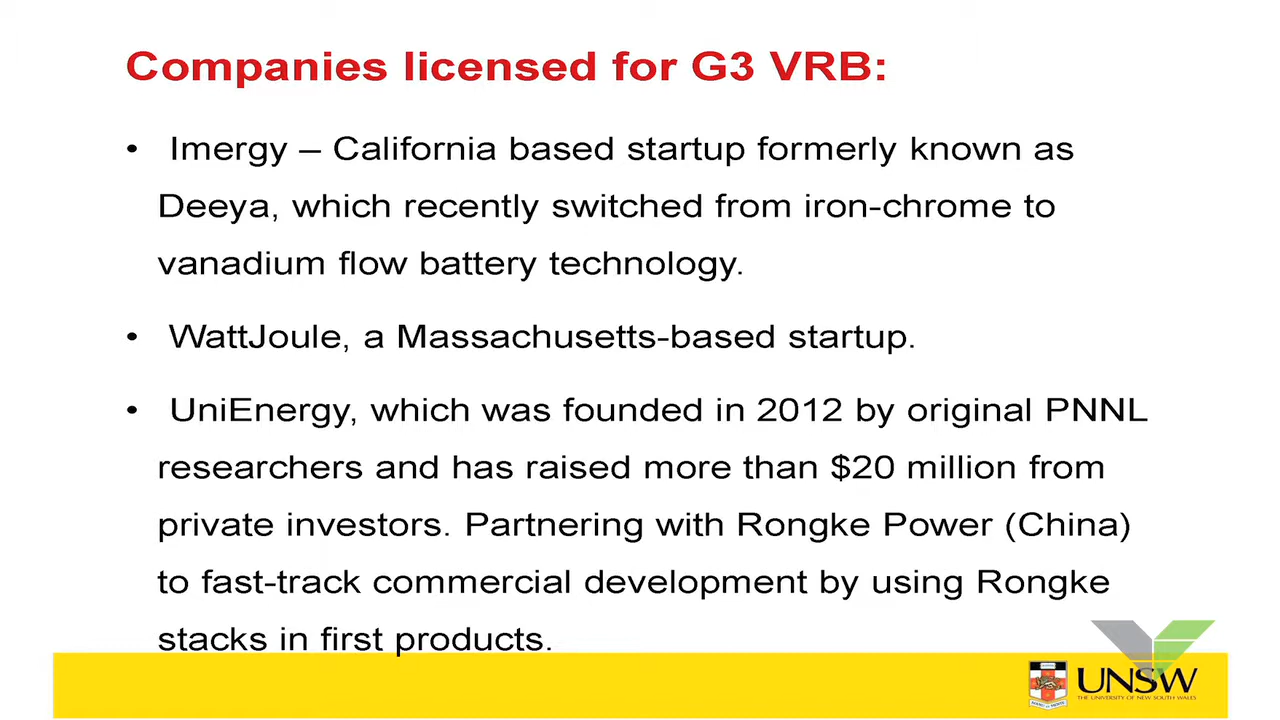 Companies licensed for G3 VRB:
• Imergy – California based startup formerly known as
Deeya, which recently switched from iron-chrome to
vanadium flow battery technology.
• WattJoule, a Massachusetts-based startup.
• UniEnergy, which was founded in 2012 by original PNNL
researchers and has raised more than $20 million from
private investors. Partnering with Rongke Power (China)
to fast-track commercial development by using Rongke
stacks in first products.
UNSW
THE UNIVERSITY OF NEW SOUTH WALES